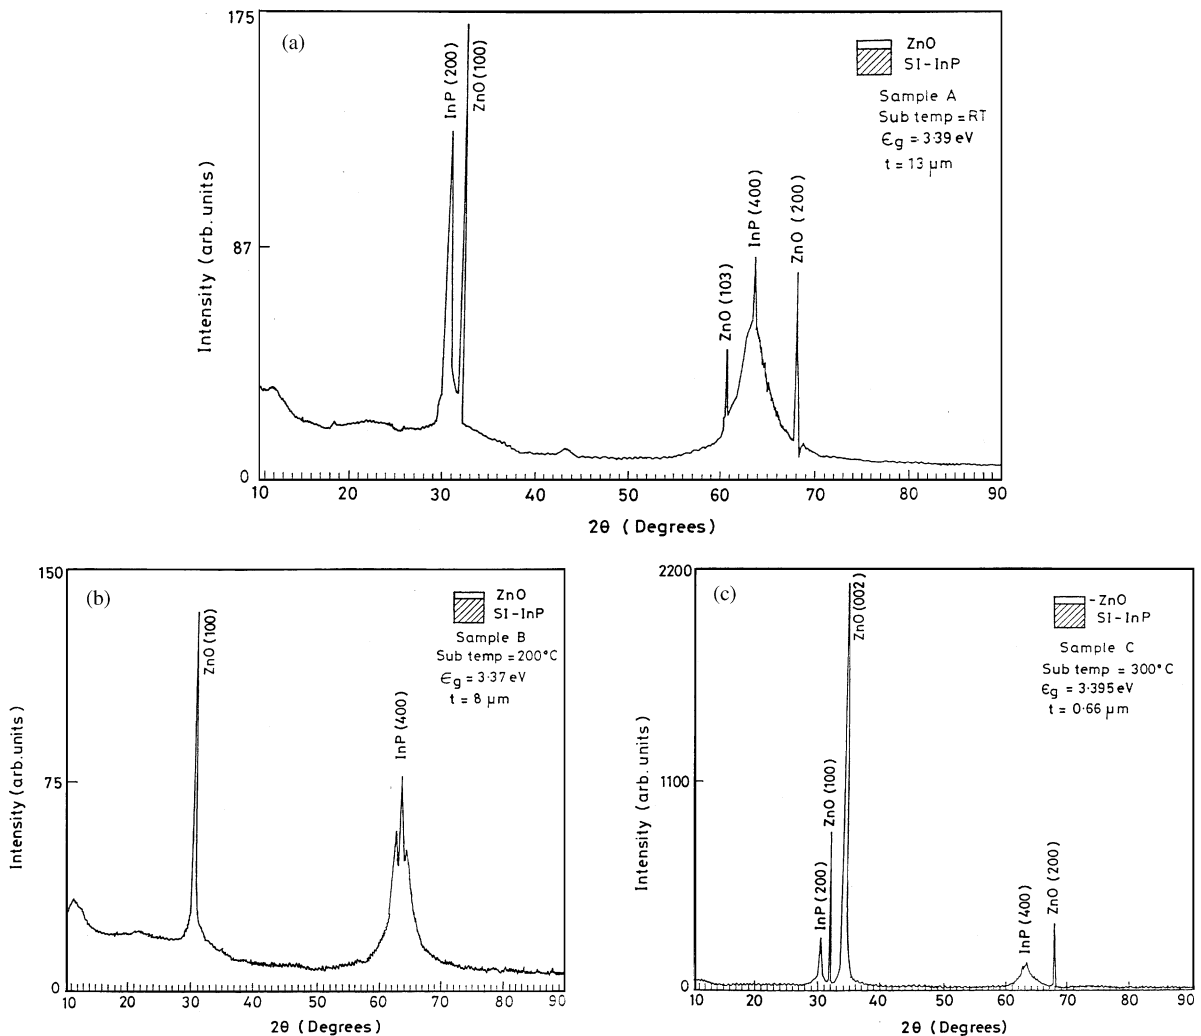 175
(a)
InP (200)
ZnO (100)
ZnO
SI-InP
Sample A
Sub temp = RT
ϵg = 3·39 eV
t = 13 μm
Intensity (arb. units)
87
ZnO (103)
InP (400)
ZnO (200)
0
10 20 30 40 50 60 70 80 90
2θ (Degrees)
150
(b)
ZnO (100)
ZnO
SI-InP
Sample B
Sub temp = 200°C
ϵg = 3·37 eV
t = 8 μm
InP (400)
75
Intensity (arb.units)
0
10 20 30 40 50 60 70 80 90
2θ (Degrees)
2200
(c)
ZnO (002)
-ZnO
SI-InP
Sample C
Sub temp = 300°C
ϵg = 3·395 eV
t = 0·66 μm
1100
Intensity (arb. units)
InP (200)
ZnO (100)
InP (400)
ZnO (200)
0
10 20 30 40 50 60 70 80 90
2θ (Degrees)